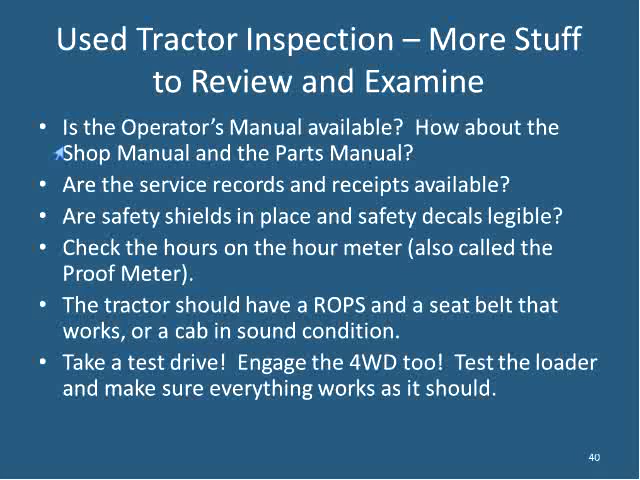 Used Tractor Inspection – More Stuff
to Review and Examine
• Is the Operator's Manual available?  How about the
Shop Manual and the Parts Manual?
• Are the service records and receipts available?
• Are safety shields in place and safety decals legible?
• Check the hours on the hour meter (also called the
Proof Meter).
• The tractor should have a ROPS and a seat belt that
works, or a cab in sound condition.
• Take a test drive!  Engage the 4WD too!  Test the loader
and make sure everything works as it should.
40